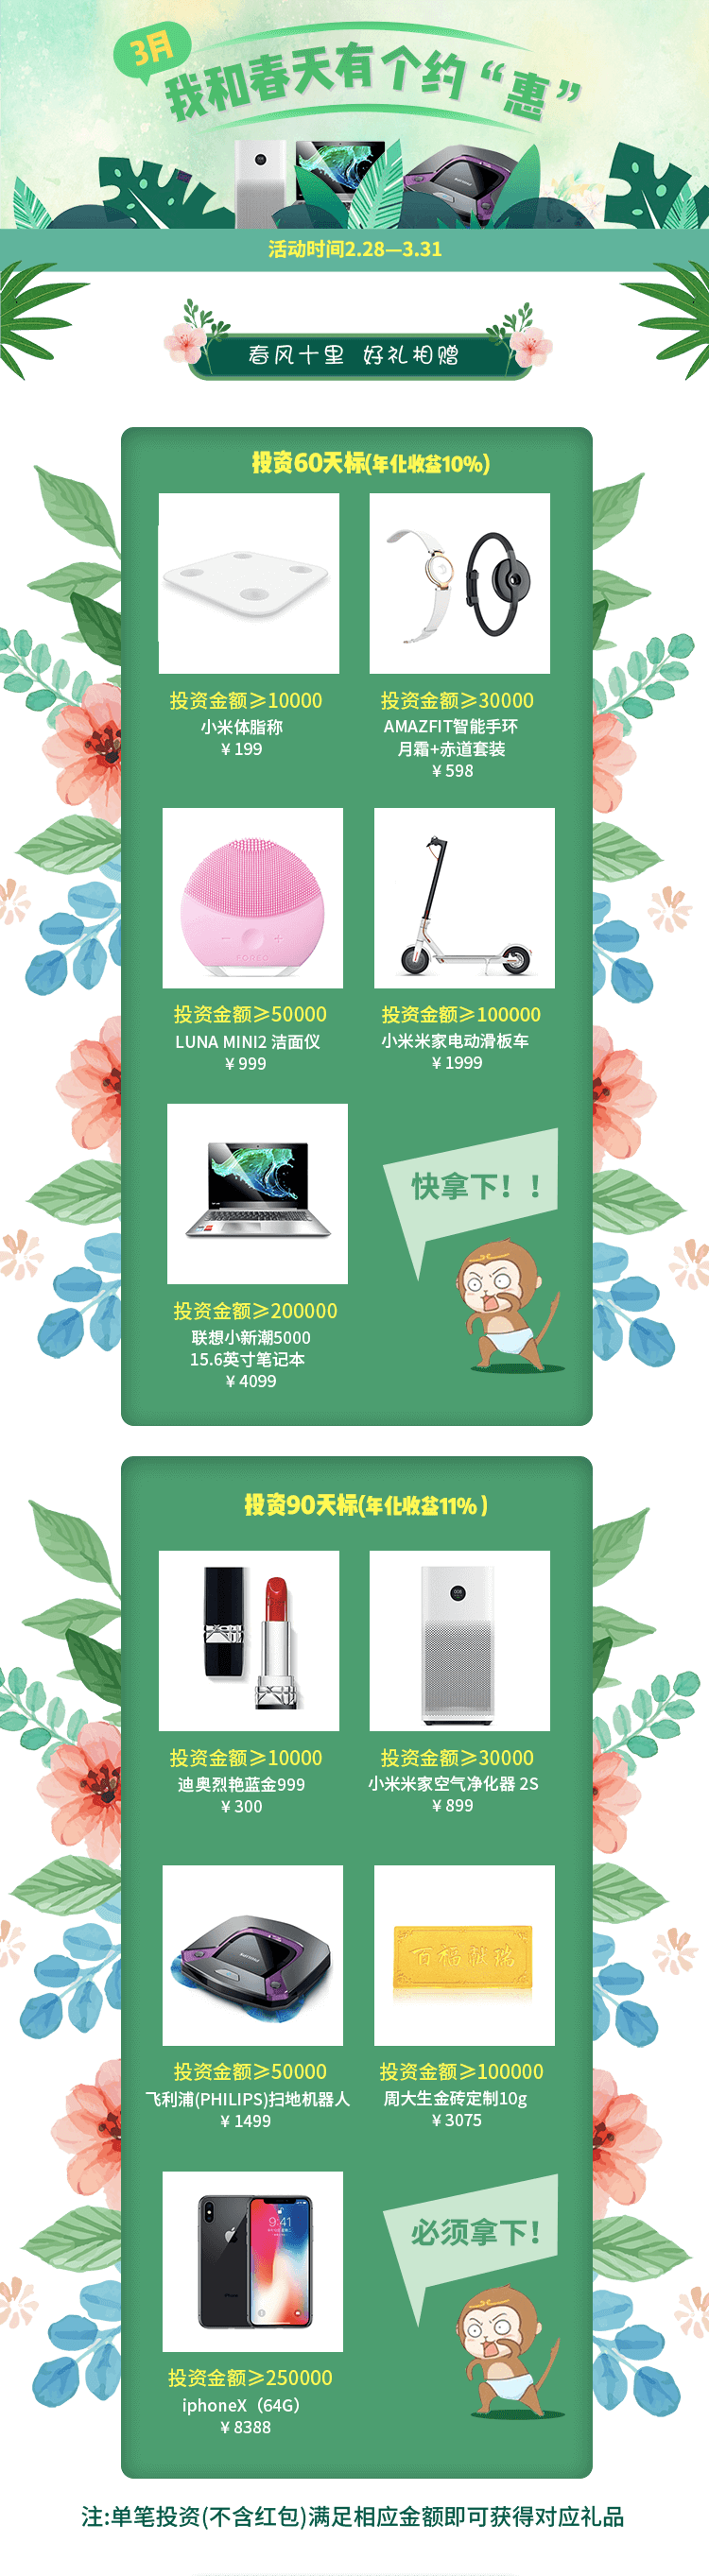 3月
我和春天有个约“惠”
活动时间2.28—3.31
春风十里 好礼相赠
投资60天标(年化收益10%)
投资金额≥10000
小米体脂称
¥199
投资金额≥30000
AMAZFIT智能手环
月霜+赤道套装
¥598
FOREO
投资金额≥50000
LUNA MINI2 洁面仪
¥999
投资金额≥100000
小米米家电动滑板车
¥1999
投资金额≥200000
联想小新潮5000
15.6英寸笔记本
¥4099
快拿下！！
投资90天标(年化收益11%)
投资金额≥10000
迪奥烈艳蓝金999
¥300
投资金额≥30000
小米米家空气净化器 2S
¥899
投资金额≥50000
飞利浦(PHILIPS)扫地机器人
¥1499
投资金额≥100000
周大生金砖定制10g
¥3075
9:41
投资金额≥250000
iphoneX（64G）
¥8388
必须拿下！
注:单笔投资(不含红包)满足相应金额即可获得对应礼品